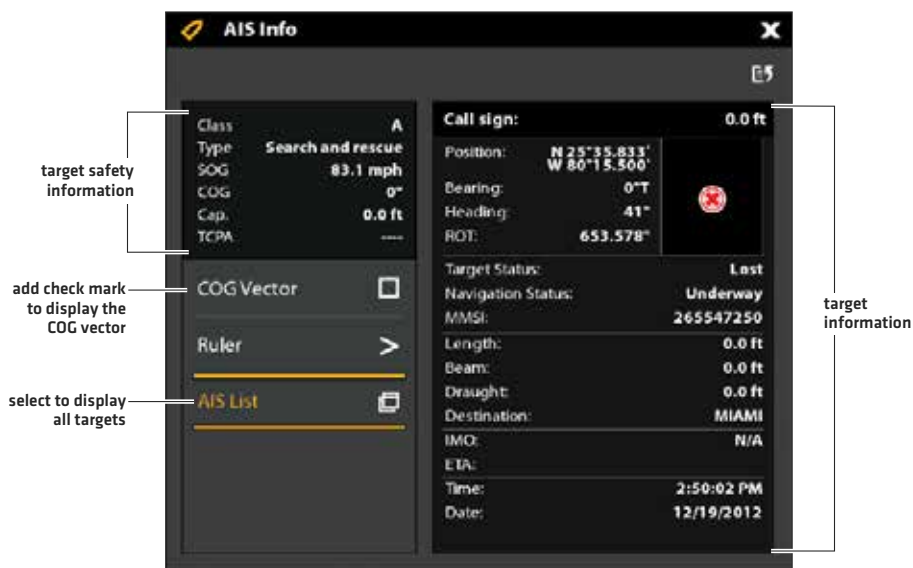 AIS Info
Class A
Type Search and rescue
SOG 83.1 mph
COG 0°
Cap. 0.0 ft
TCPA ----
COG Vector
Ruler >
AIS List
Call sign: 0.0 ft
Position: N 25°35.833'
W 80°15.500'
Bearing: 0°T
Heading: 41°
ROT: 653.578°
Target Status: Lost
Navigation Status: Underway
MMSI: 265547250
Length: 0.0 ft
Beam: 0.0 ft
Draught: 0.0 ft
Destination: MIAMI
IMO: N/A
ETA:
Time: 2:50:02 PM
Date: 12/19/2012
target safety
information
add check mark
to display the
COG vector
select to display
all targets
target
information